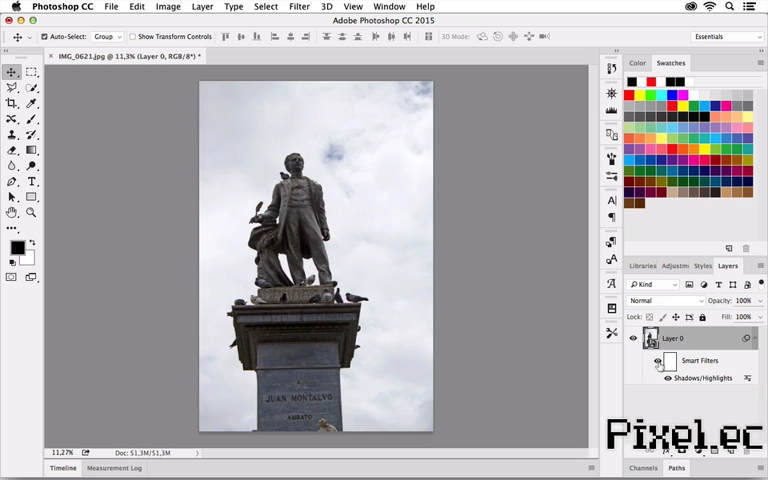 Photoshop CC File Edit Image Layer Type Select Filter 3D View Window Help
Adobe Photoshop CC 2015
Auto-Select: Group Show Transform Controls 3D Mode: Essentials
× IMG_0621.jpg @ 11,3% (Layer 0, RGB/8*) *
Color Swatches
JUAN MONTALVO
AMBATO
Libraries Adjustm Styles Layers
Kind
Normal Opacity: 100%
Lock: Fill: 100%
Layer 0
Smart Filters
Shadows/Highlights
Pixel.ec
11,27% Doc: 51,3M/51,3M
Timeline Measurement Log Channels Paths